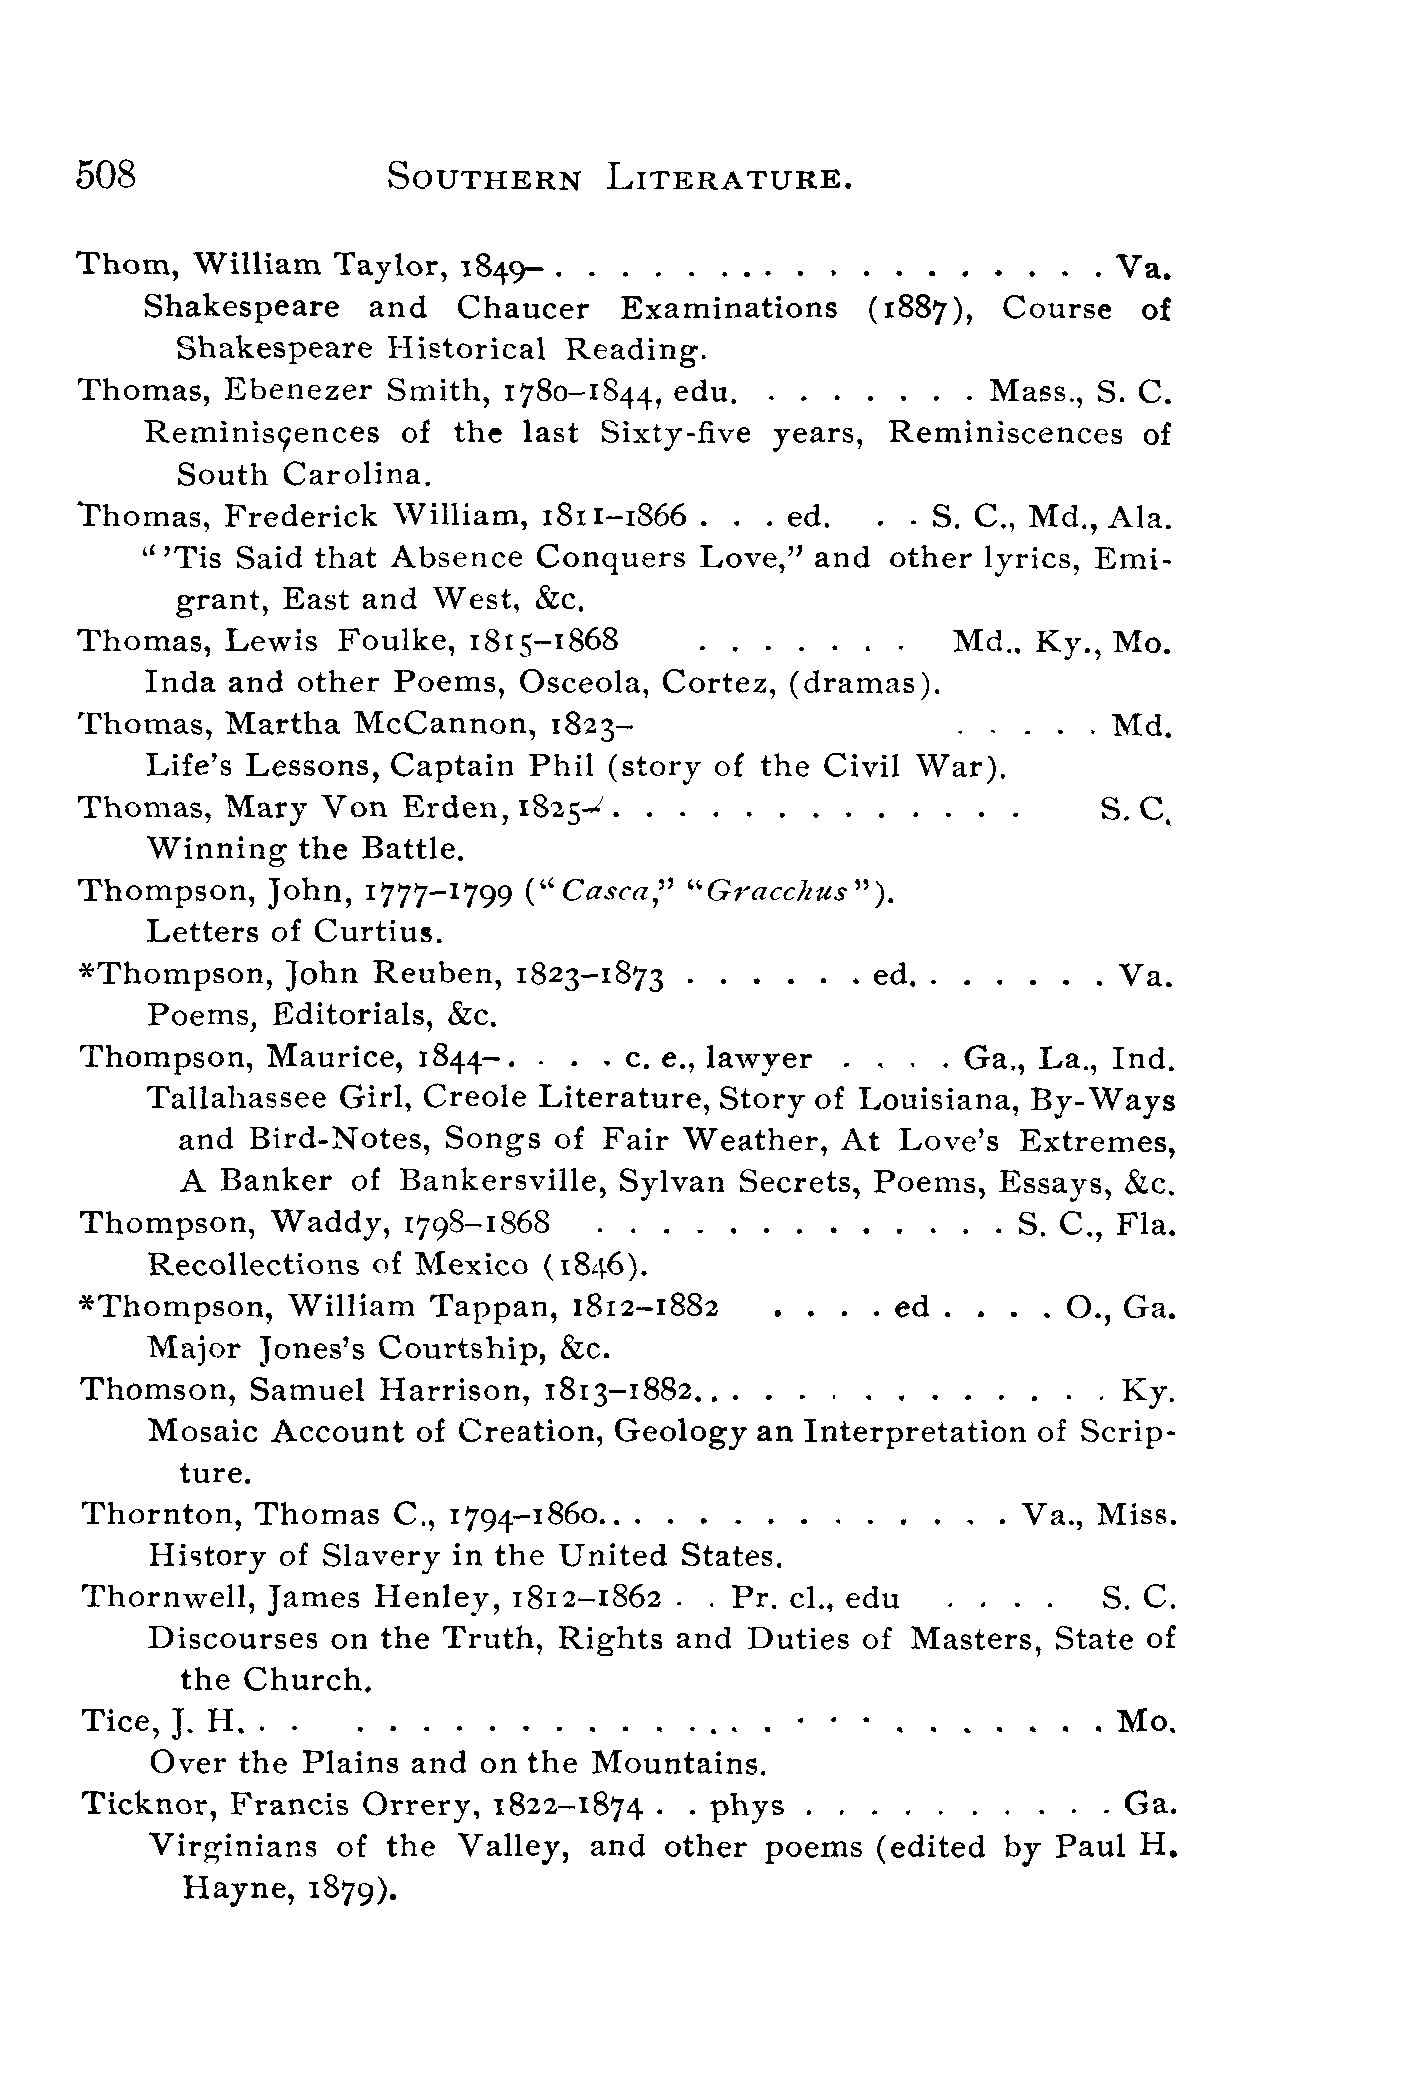 508 SOUTHERN LITERATURE.
Thom, William Taylor, 1849– . . . . . . . . . . . . . . . . . Va.
Shakespeare and Chaucer Examinations (1887), Course of
Shakespeare Historical Reading.
Thomas, Ebenezer Smith, 1780–1844, edu. . . . . . . . Mass., S. C.
Reminisçences of the last Sixty-five years, Reminiscences of
South Carolina.
Thomas, Frederick William, 1811–1866 . . . ed. . . S. C., Md., Ala.
“’Tis Said that Absence Conquers Love,” and other lyrics, Emi-
grant, East and West, &c.
Thomas, Lewis Foulke, 1815–1868 . . . . . . . Md., Ky., Mo.
Inda and other Poems, Osceola, Cortez, (dramas).
Thomas, Martha McCannon, 1823– . . . . . Md.
Life’s Lessons, Captain Phil (story of the Civil War).
Thomas, Mary Von Erden, 1825– . . . . . . . . . . . . . S. C.
Winning the Battle.
Thompson, John, 1777–1799 (“Casca,” “Gracchus”).
Letters of Curtius.
*Thompson, John Reuben, 1823–1873 . . . . . . ed. . . . . . . Va.
Poems, Editorials, &c.
Thompson, Maurice, 1844– . . . . c. e., lawyer . . . . Ga., La., Ind.
Tallahassee Girl, Creole Literature, Story of Louisiana, By-Ways
and Bird-Notes, Songs of Fair Weather, At Love’s Extremes,
A Banker of Bankersville, Sylvan Secrets, Poems, Essays, &c.
Thompson, Waddy, 1798–1868 . . . . . . . . . . . . . S. C., Fla.
Recollections of Mexico (1846).
*Thompson, William Tappan, 1812–1882 . . . . ed . . . . O., Ga.
Major Jones’s Courtship, &c.
Thomson, Samuel Harrison, 1813–1882. . . . . . . . . . . . . . Ky.
Mosaic Account of Creation, Geology an Interpretation of Scrip-
ture.
Thornton, Thomas C., 1794–1860. . . . . . . . . . . . . . Va., Miss.
History of Slavery in the United States.
Thornwell, James Henley, 1812–1862 . . Pr. cl., edu . . . . S. C.
Discourses on the Truth, Rights and Duties of Masters, State of
the Church.
Tice, J. H. . . . . . . . . . . . . . . . . . . . . . . . . . . Mo.
Over the Plains and on the Mountains.
Ticknor, Francis Orrery, 1822–1874 . . phys . . . . . . . . . . Ga.
Virginians of the Valley, and other poems (edited by Paul H.
Hayne, 1879).